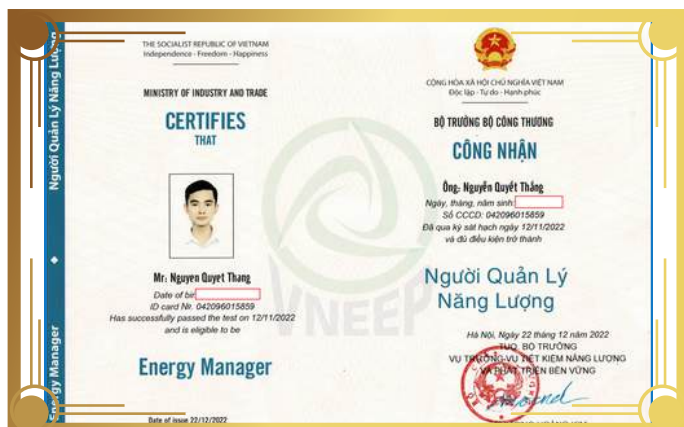 Người Quản Lý Năng Lượng
Energy Manager
THE SOCIALIST REPUBLIC OF VIETNAM
Independence - Freedom - Happiness
MINISTRY OF INDUSTRY AND TRADE
CERTIFIES
THAT
Mr: Nguyen Quyet Thang
Date of bir
ID card Nr. 042096015859
Has successfully passed the test on 12/11/2022
and is eligible to be
Energy Manager
Date of issue 22/12/2022
CỘNG HÒA XÃ HỘI CHỦ NGHĨA VIỆT NAM
Độc lập - Tự do - Hạnh phúc
BỘ TRƯỞNG BỘ CÔNG THƯƠNG
CÔNG NHẬN
Ông: Nguyễn Quyết Thắng
Ngày, tháng, năm sinh:
Số CCCD: 042096015859
Đã qua kỳ sát hạch ngày 12/11/2022
và đủ điều kiện trở thành
Người Quản Lý
Năng Lượng
Hà Nội, Ngày 22 tháng 12 năm 2022
TUQ. BỘ TRƯỞNG
VỤ TRƯỞNG VỤ TIẾT KIỆM NĂNG LƯỢNG
VÀ PHÁT TRIỂN BỀN VỮNG
VNEEP